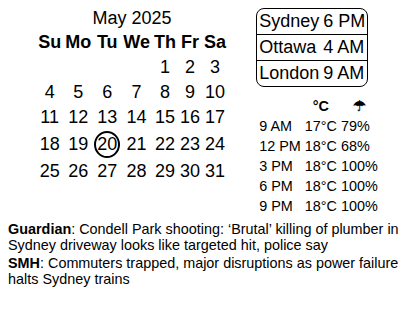 May 2025
Su Mo Tu We Th Fr Sa
1 2 3
4 5 6 7 8 9 10
11 12 13 14 15 16 17
18 19 20 21 22 23 24
25 26 27 28 29 30 31
Sydney 6 PM
Ottawa 4 AM
London 9 AM
°C ☂
9 AM 17°C 79%
12 PM 18°C 68%
3 PM 18°C 100%
6 PM 18°C 100%
9 PM 18°C 100%
Guardian: Condell Park shooting: ‘Brutal’ killing of plumber in
Sydney driveway looks like targeted hit, police say
SMH: Commuters trapped, major disruptions as power failure
halts Sydney trains